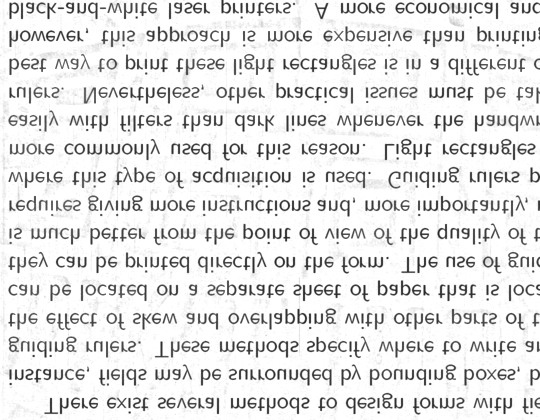 There exist several methods to design forms with fie
instance, fields may be surrounded by bounding boxes, b
guiding rulers. These methods specify where to write an
the effect of skew and overlapping with other parts of t
can be located on a separate sheet of paper that is loca
they can be printed directly on the form. The use of guid
is much better from the point of view of the quality of t
requires giving more instructions and, more importantly, r
where this type of acquisition is used. Guiding rulers p
more commonly used for this reason. Light rectangles
easily with filters than dark lines whenever the handwr
rulers. Nevertheless, other practical issues must be tak
best way to print these light rectangles is in a different c
however, this approach is more expensive than printing
black-and-white laser printers. A more economical and